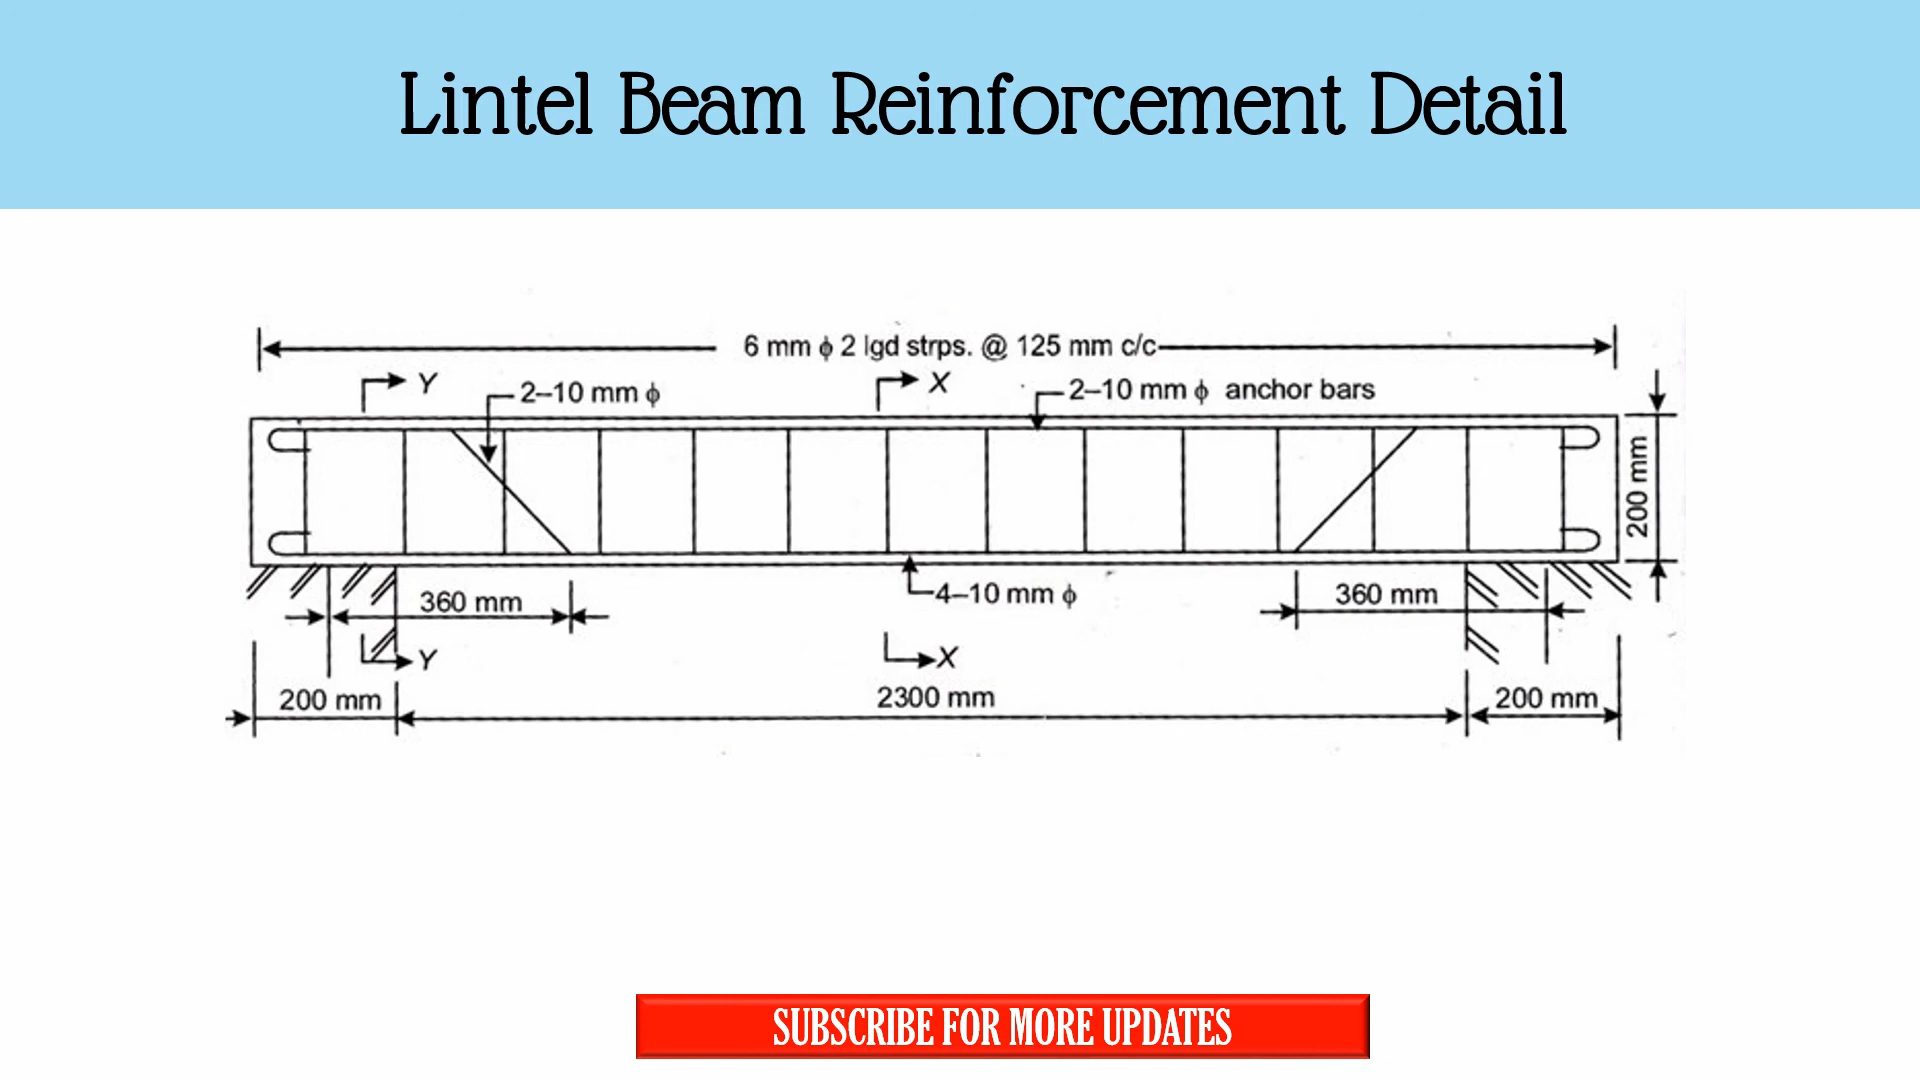 Lintel Beam Reinforcement Detail
6 mm ϕ 2 lgd strps. @ 125 mm c/c
Y
X
2–10 mm ϕ
2–10 mm ϕ anchor bars
200 mm
360 mm
4–10 mm ϕ
360 mm
Y
X
200 mm
2300 mm
200 mm
SUBSCRIBE FOR MORE UPDATES